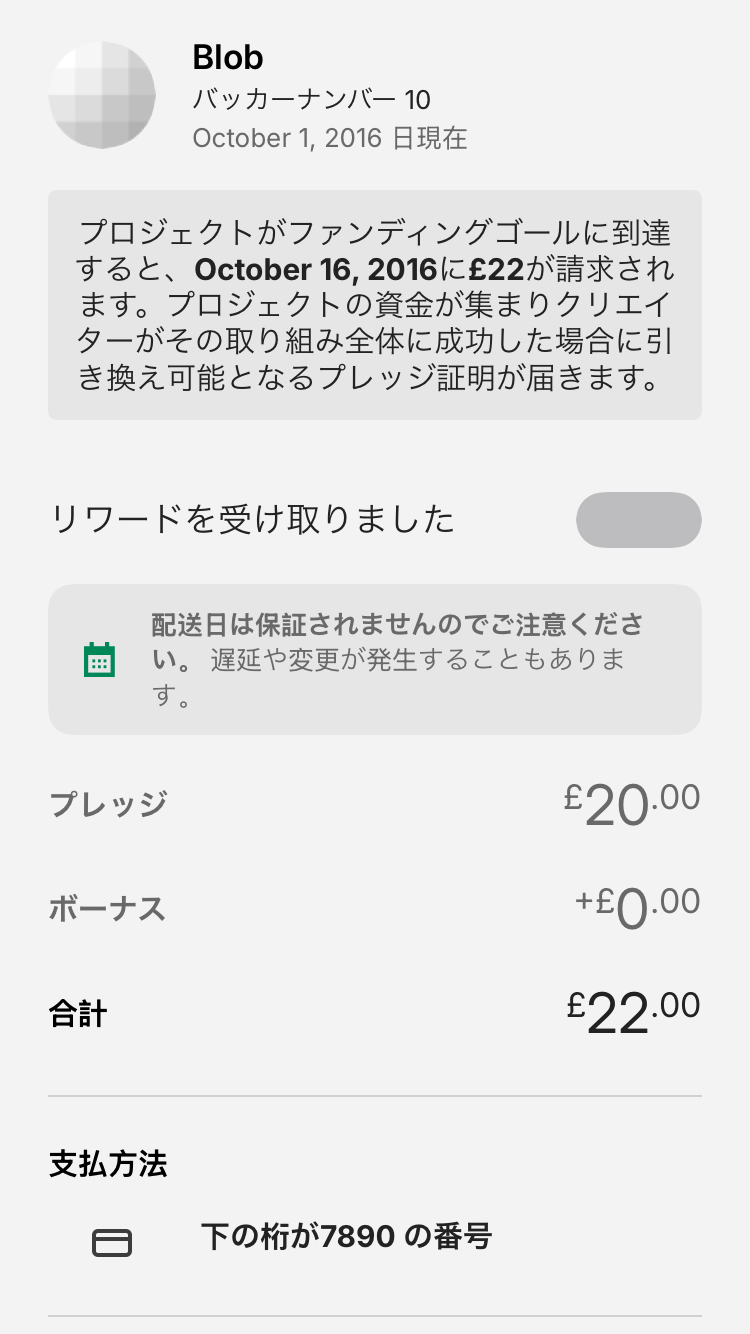 Blob
バッカーナンバー 10
October 1, 2016 日現在
プロジェクトがファンディングゴールに到達
すると、October 16, 2016に£22が請求され
ます。プロジェクトの資金が集まりクリエイ
ターがその取り組み全体に成功した場合に引
き換え可能となるプレッジ証明が届きます。
リワードを受け取りました
配送日は保証されませんのでご注意くださ
い。 遅延や変更が発生することもありま
す。
プレッジ £20.00
ボーナス +£0.00
合計 £22.00
支払方法
下の桁が7890 の番号